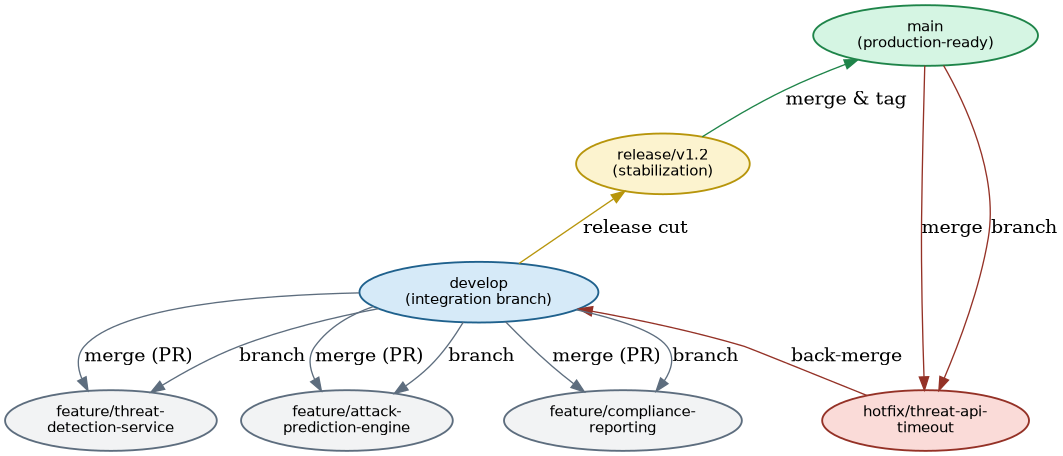 main
(production-ready)
merge & tag
release/v1.2
(stabilization)
release cut
merge
branch
develop
(integration branch)
merge (PR)
branch
merge (PR)
branch
merge (PR)
branch
back-merge
feature/threat-
detection-service
feature/attack-
prediction-engine
feature/compliance-
reporting
hotfix/threat-api-
timeout